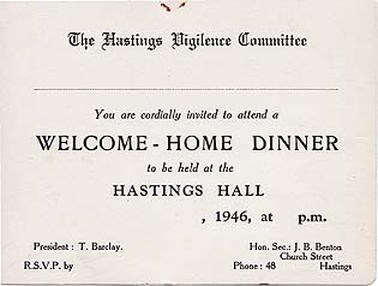 The Hastings Vigilence Committee
You are cordially invited to attend a
WELCOME - HOME DINNER
to be held at the
HASTINGS HALL
, 1946, at p.m.
President : T. Barclay. Hon. Sec.: J. B. Benton
Church Street
R.S.V.P. by Phone : 48 Hastings